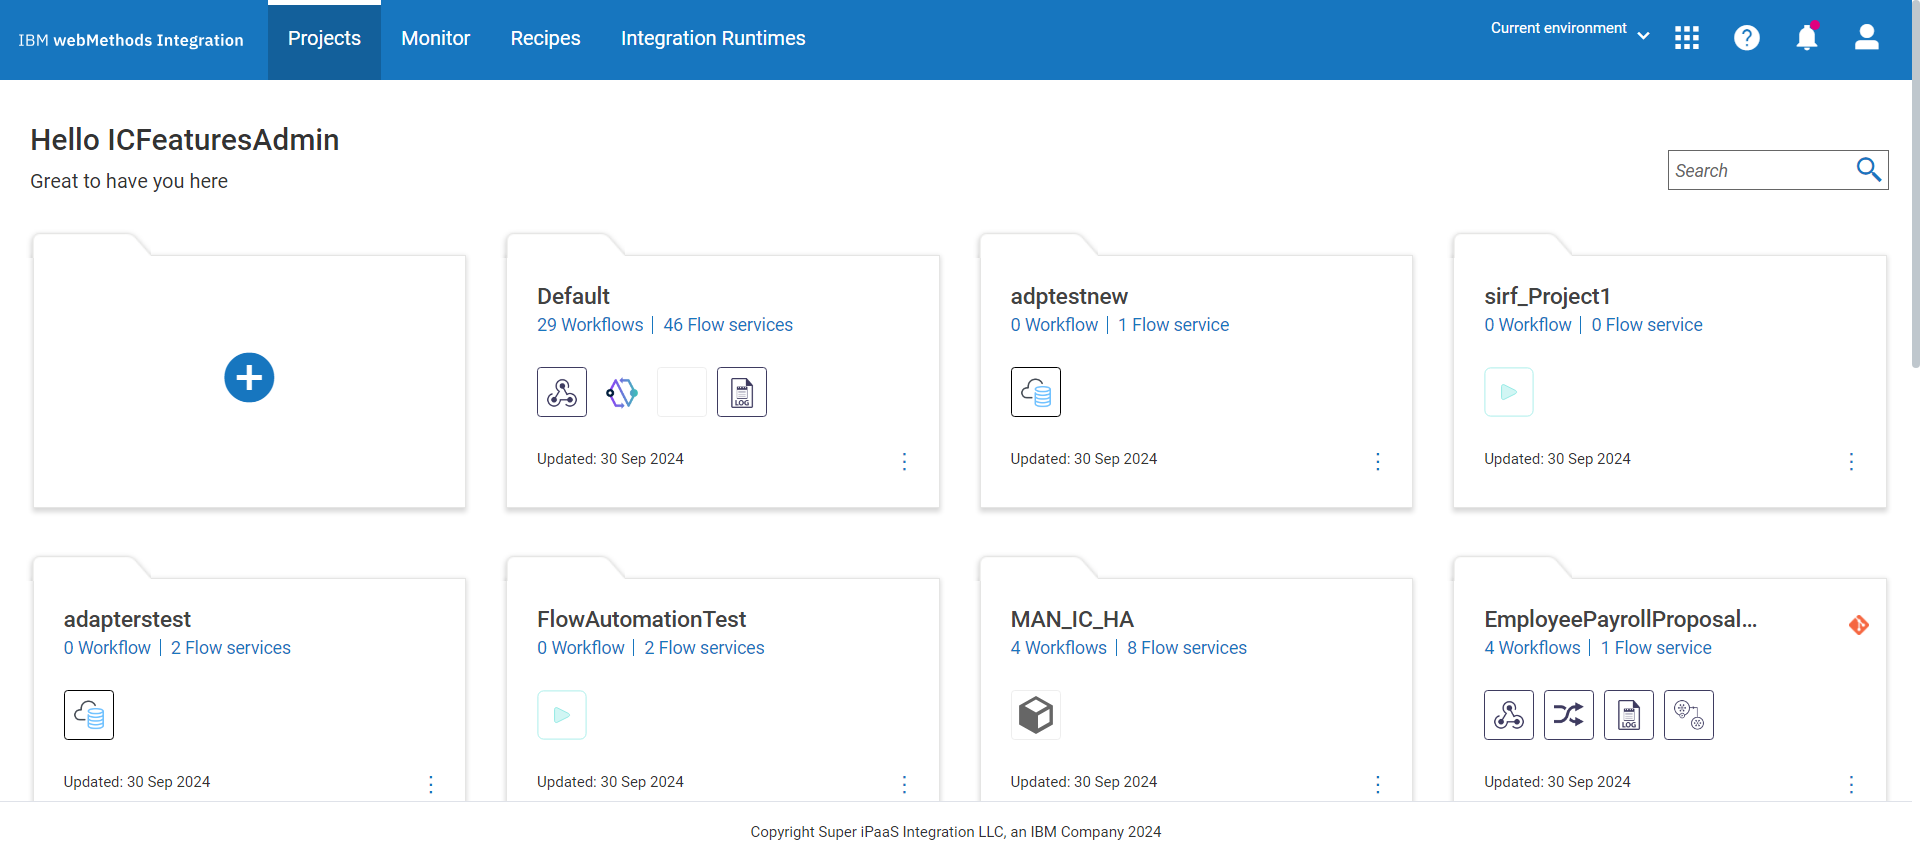 IBM webMethods Integration
Projects
Monitor
Recipes
Integration Runtimes
Current environment
?
Hello ICFeaturesAdmin
Great to have you here
Search
Default
29 Workflows | 46 Flow services
LOG
Updated: 30 Sep 2024
adptestnew
0 Workflow | 1 Flow service
Updated: 30 Sep 2024
sirf_Project1
0 Workflow | 0 Flow service
Updated: 30 Sep 2024
adapterstest
0 Workflow | 2 Flow services
Updated: 30 Sep 2024
FlowAutomationTest
0 Workflow | 2 Flow services
Updated: 30 Sep 2024
MAN_IC_HA
4 Workflows | 8 Flow services
Updated: 30 Sep 2024
EmployeePayrollProposal...
4 Workflows | 1 Flow service
LOG
Updated: 30 Sep 2024
Copyright Super iPaaS Integration LLC, an IBM Company 2024